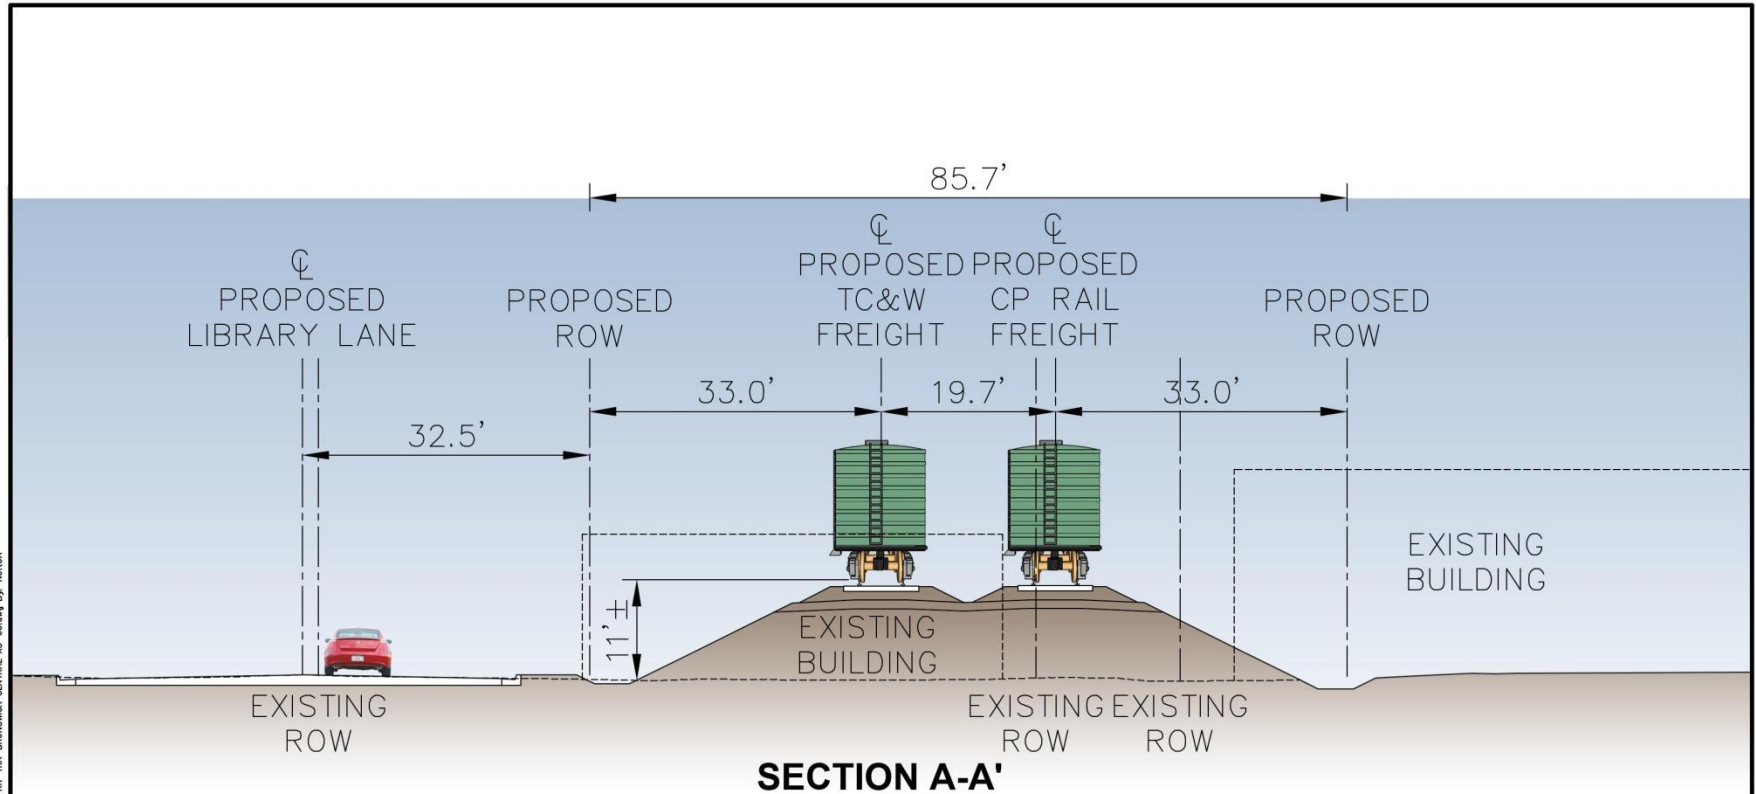 85.7'
℄
PROPOSED
LIBRARY LANE
PROPOSED
ROW
℄
PROPOSED
TC&W
FREIGHT
℄
PROPOSED
CP RAIL
FREIGHT
PROPOSED
ROW
33.0'
19.7'
33.0'
32.5'
11'±
EXISTING
BUILDING
EXISTING
BUILDING
EXISTING
ROW
EXISTING
ROW
EXISTING
ROW
SECTION A-A'